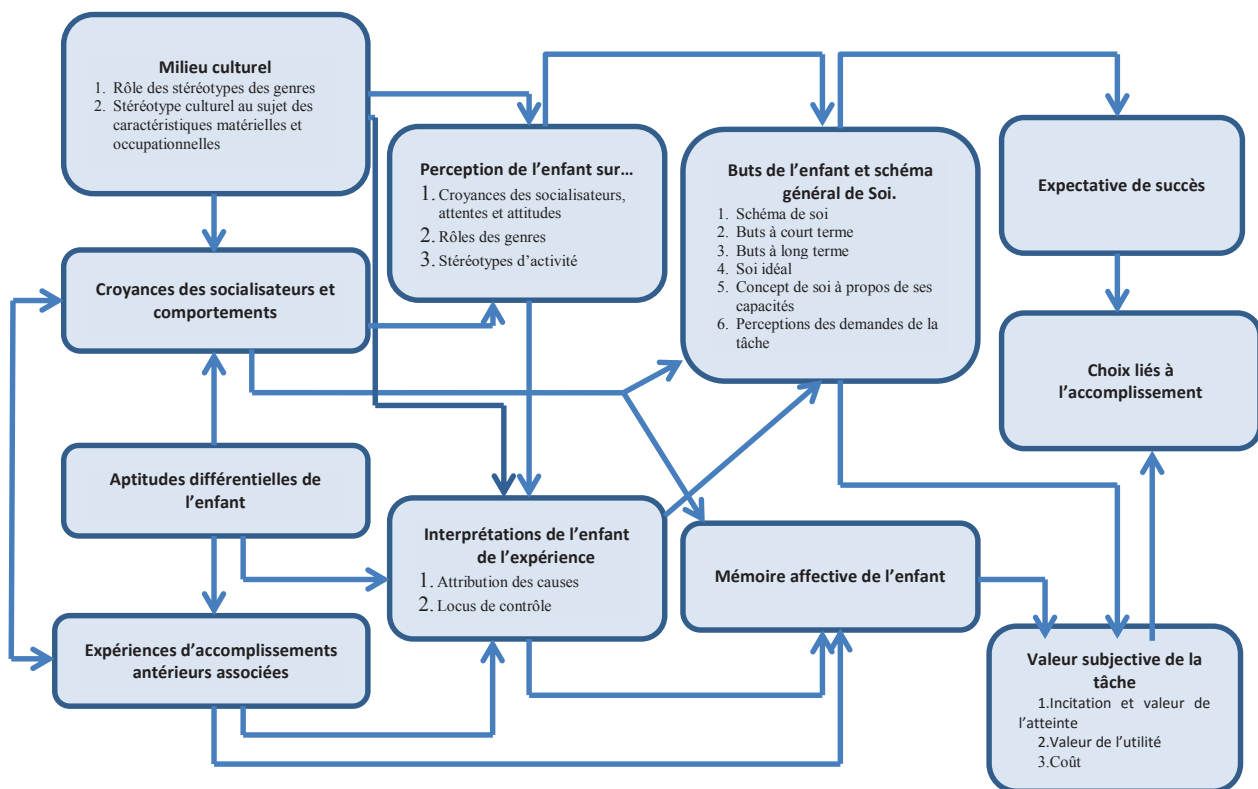 Milieu culturel
1. Rôle des stéréotypes des genres
2. Stéréotype culturel au sujet des
caractéristiques matérielles et
occupationnelles
Perception de l’enfant sur…
1. Croyances des socialisateurs,
attentes et attitudes
2. Rôles des genres
3. Stéréotypes d’activité
Buts de l’enfant et schéma
général de Soi.
1. Schéma de soi
2. Buts à court terme
3. Buts à long terme
4. Soi idéal
5. Concept de soi à propos de ses
capacités
6. Perceptions des demandes de la
tâche
Expectative de succès
Croyances des socialisateurs et
comportements
Choix liés à
l’accomplissement
Aptitudes différentielles de
l’enfant
Interprétations de l’enfant
de l’expérience
1. Attribution des causes
2. Locus de contrôle
Mémoire affective de l’enfant
Expériences d’accomplissements
antérieurs associées
Valeur subjective de la
tâche
1.Incitation et valeur de
l’atteinte
2.Valeur de l’utilité
3.Coût